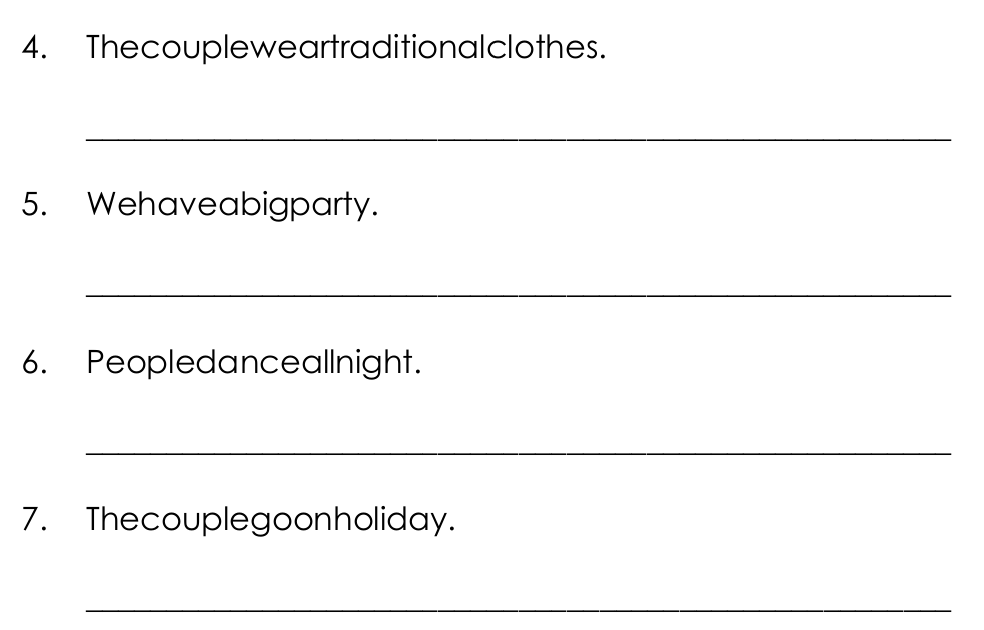 4. Thecoupleweartraditionalclothes.
5. Wehaveabigparty.
6. Peopledanceallnight.
7. Thecouplegoonholiday.